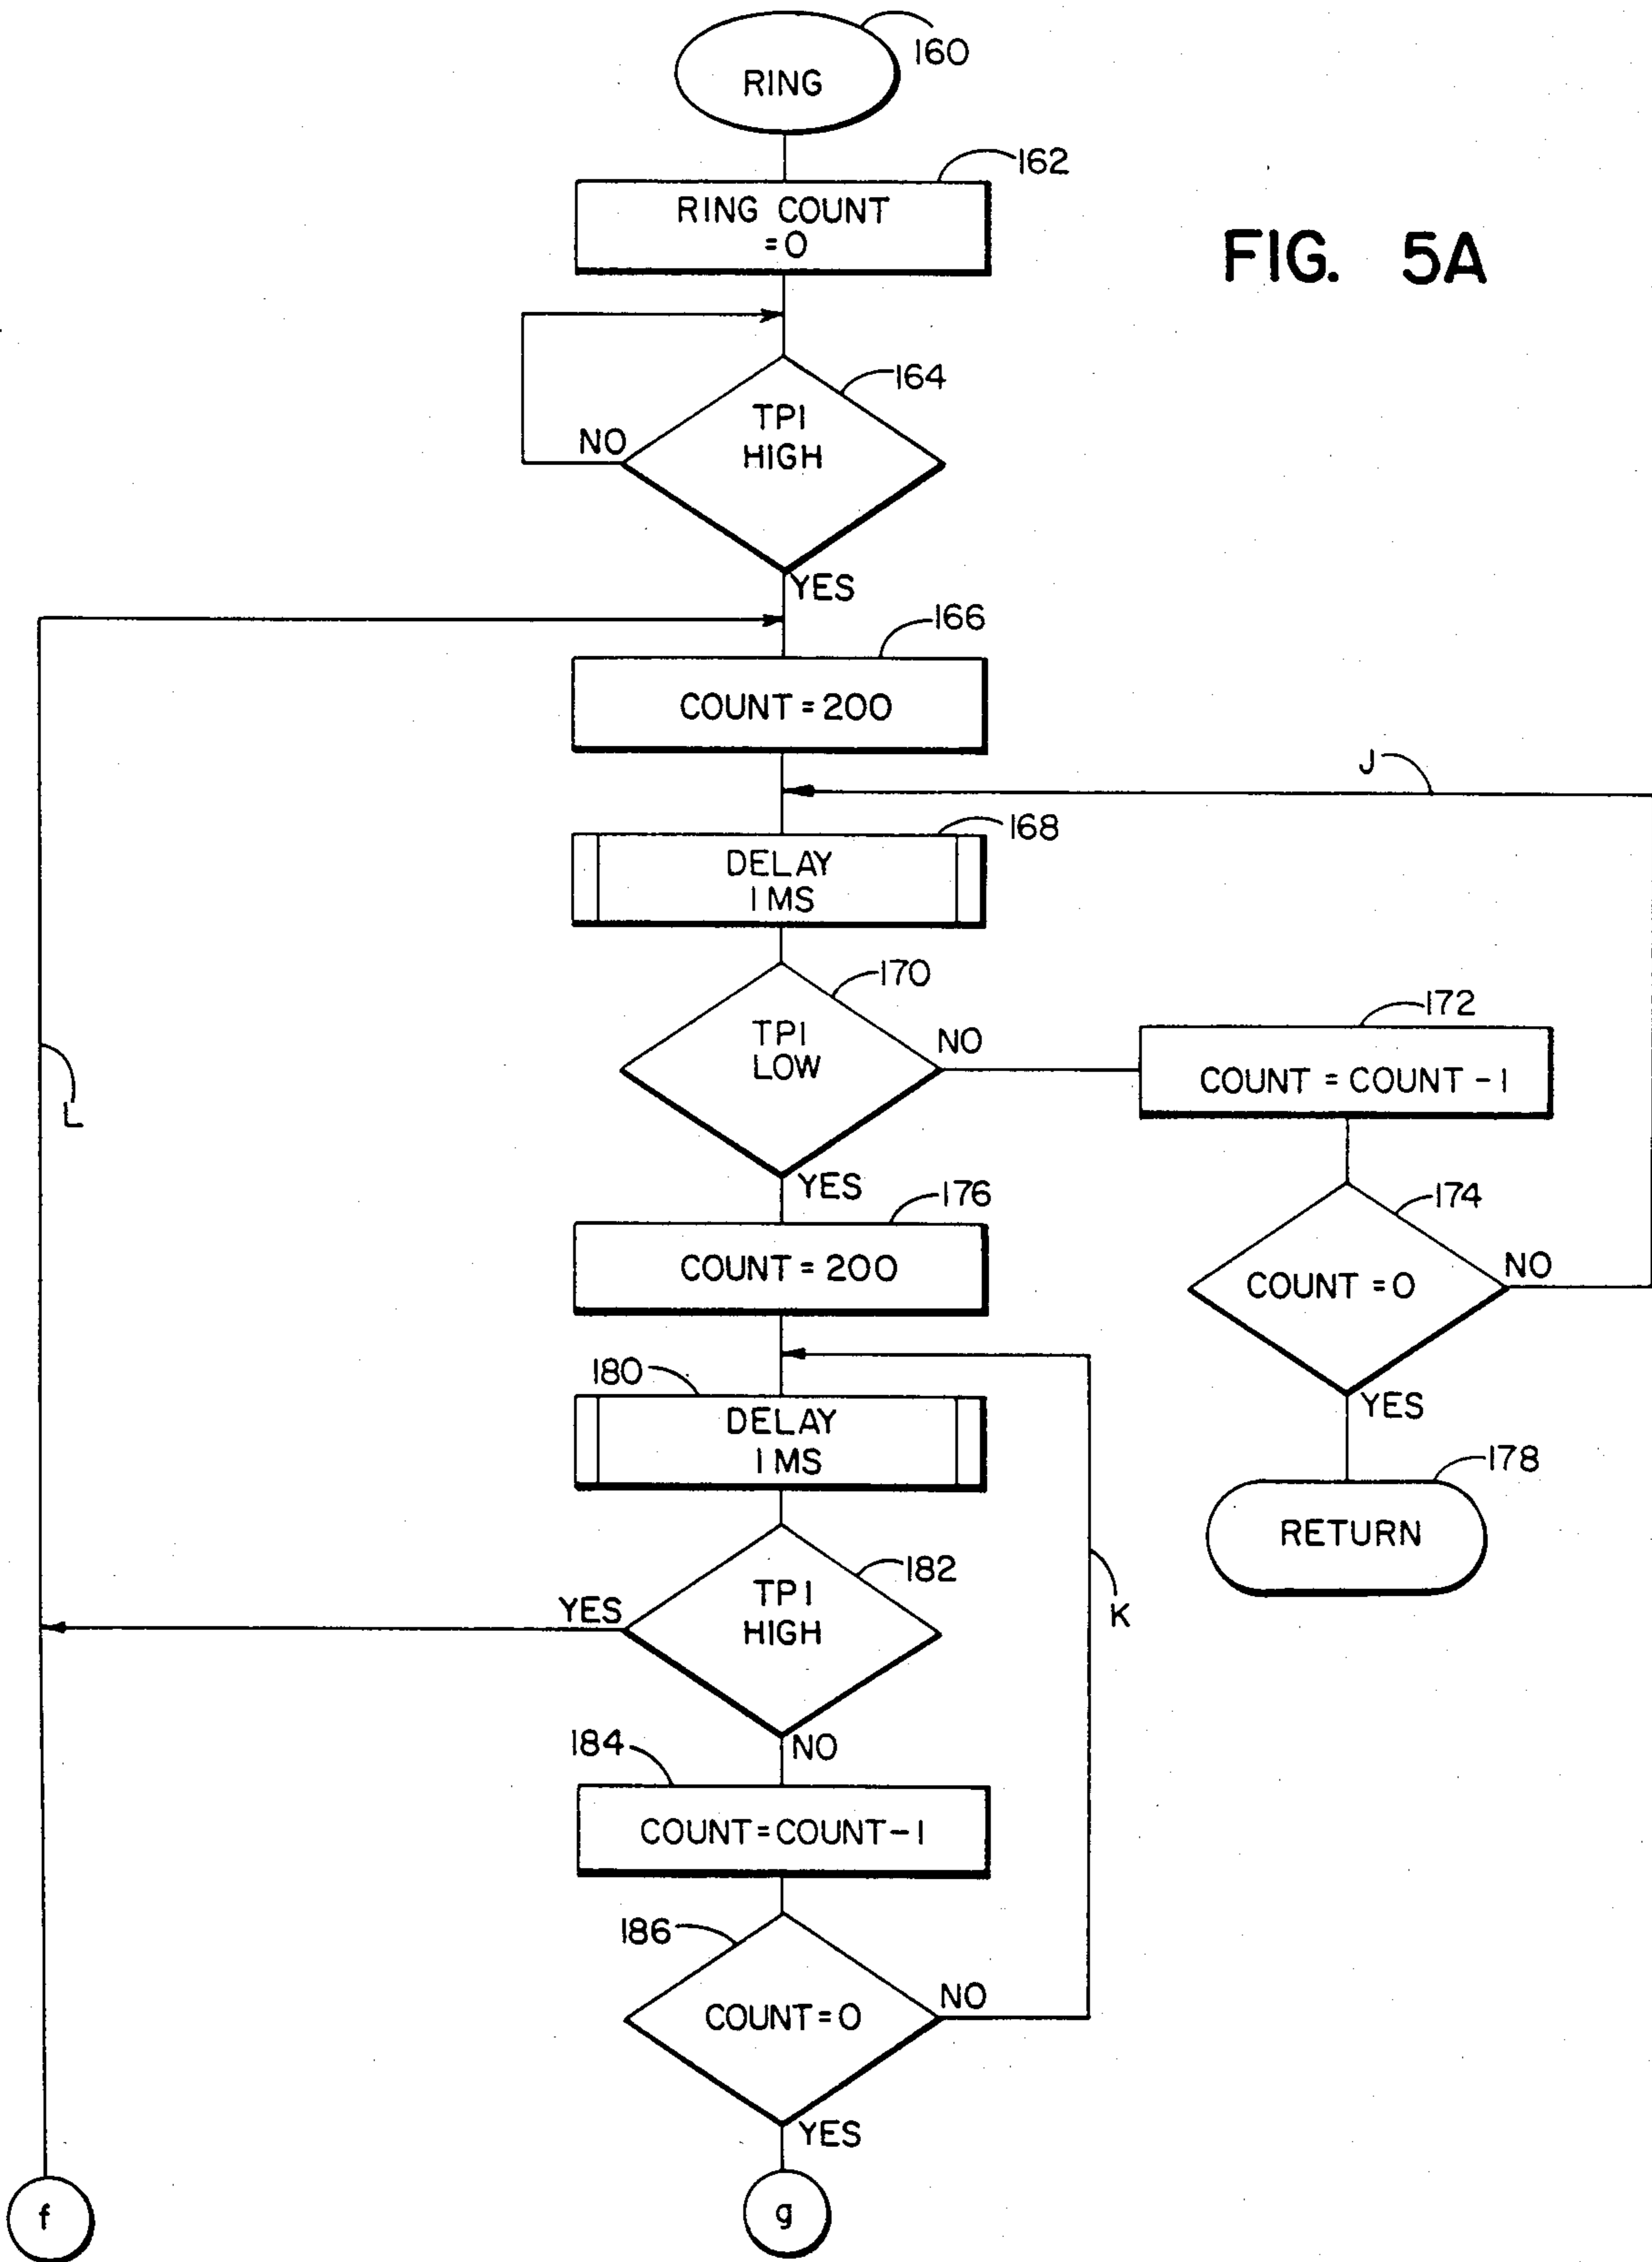 160
RING
162
RING COUNT
=0
FIG. 5A
164
TPI
HIGH
NO
YES
166
COUNT = 200
J
168
DELAY
1 MS
170
TPI
LOW
NO
172
COUNT = COUNT - 1
L
YES
176
174
COUNT = 200
COUNT = 0
NO
180
DELAY
1 MS
YES
178
RETURN
182
TPI
HIGH
YES
K
184
NO
COUNT = COUNT - 1
186
COUNT = 0
NO
YES
f
g